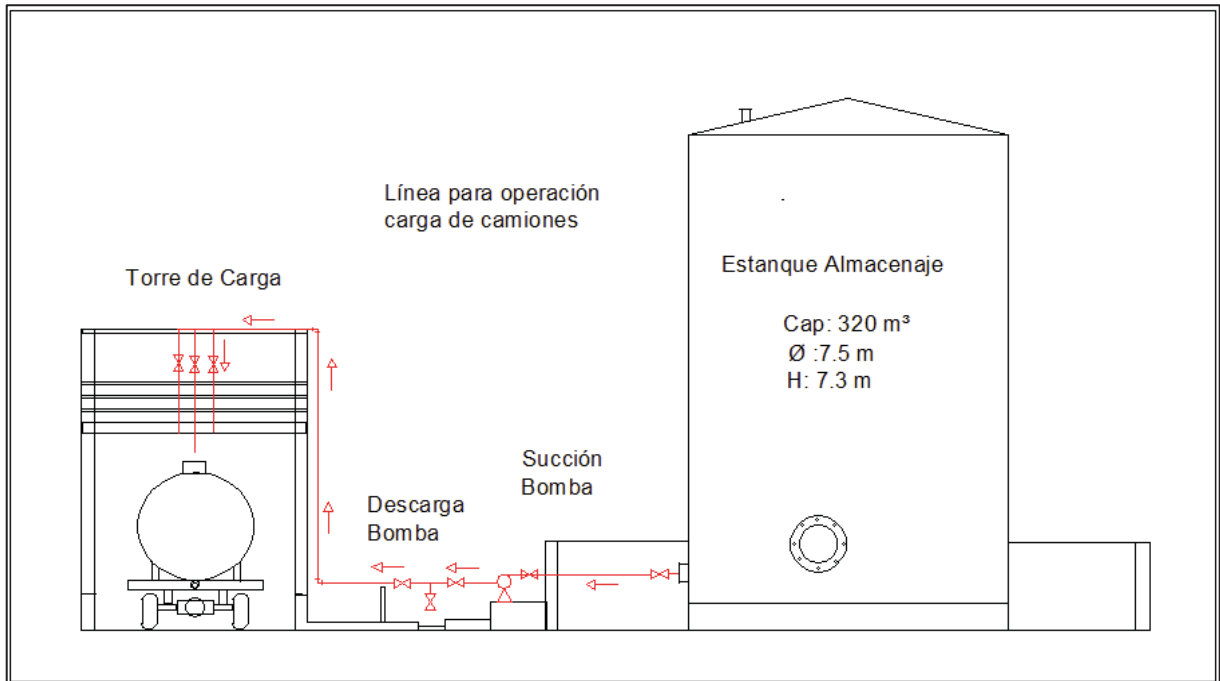 Línea para operación
carga de camiones
Torre de Carga
Estanque Almacenaje
Cap: 320 m³
Ø :7.5 m
H: 7.3 m
Succión
Bomba
Descarga
Bomba